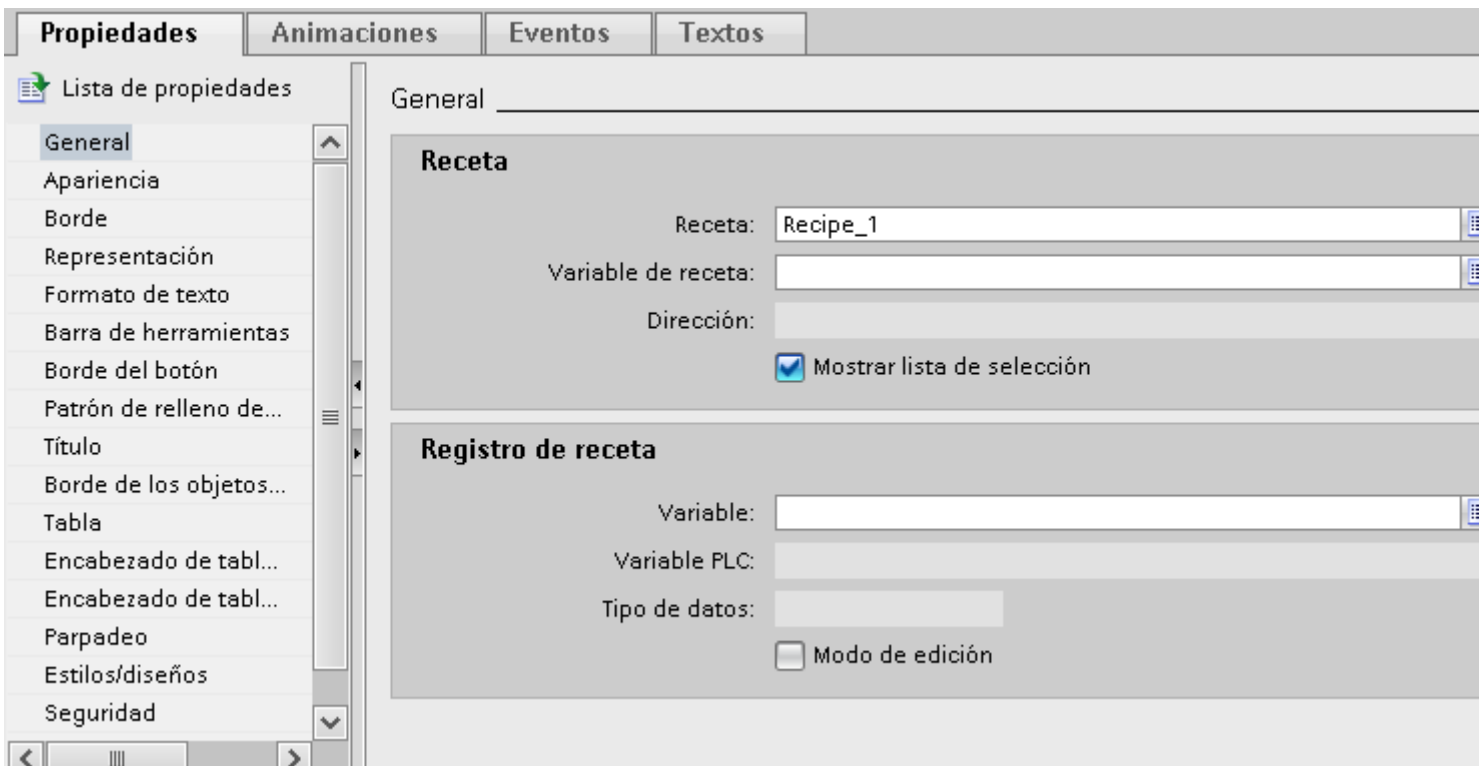 Propiedades Animaciones Eventos Textos
Lista de propiedades
General
Apariencia
Borde
Representación
Formato de texto
Barra de herramientas
Borde del botón
Patrón de relleno de...
Título
Borde de los objetos...
Tabla
Encabezado de tabl...
Encabezado de tabl...
Parpadeo
Estilos/diseños
Seguridad
General
Receta
Receta: Recipe_1
Variable de receta:
Dirección:
Mostrar lista de selección
Registro de receta
Variable:
Variable PLC:
Tipo de datos:
Modo de edición